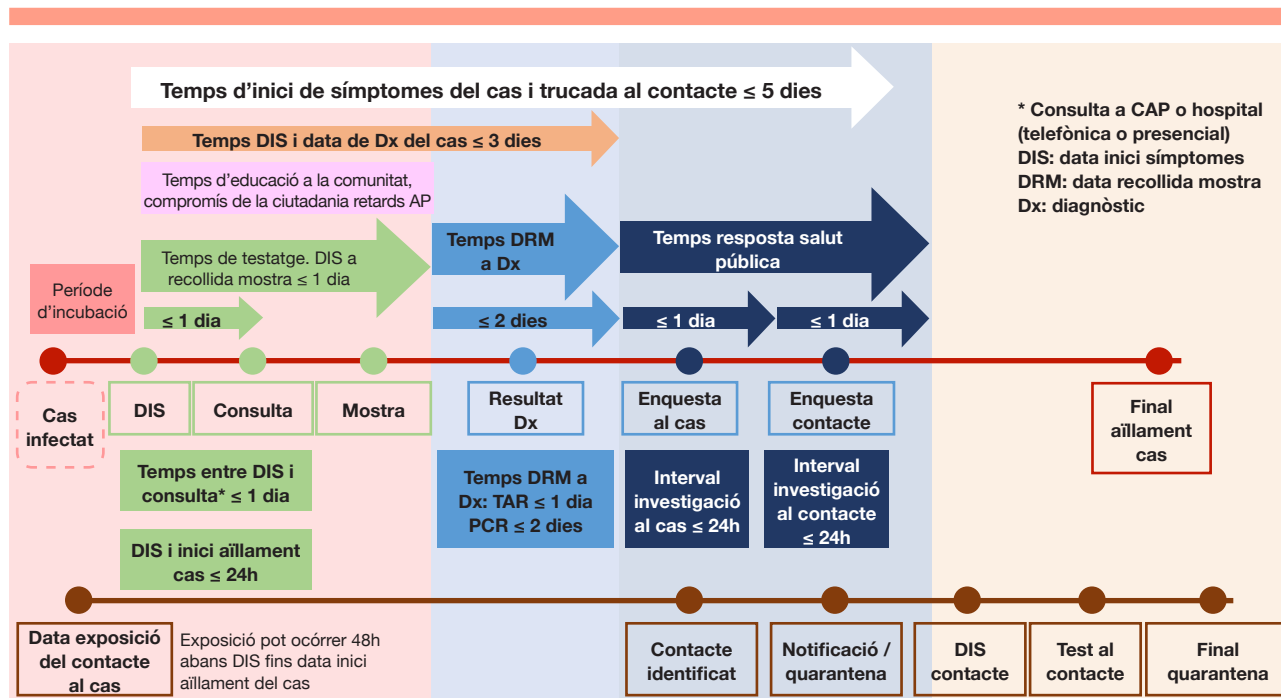 Temps d'inici de símptomes del cas i trucada al contacte ≤ 5 dies
* Consulta a CAP o hospital
(telefònica o presencial)
DIS: data inici símptomes
DRM: data recollida mostra
Dx: diagnòstic
Temps DIS i data de Dx del cas ≤ 3 dies
Temps d'educació a la comunitat,
compromís de la ciutadania retards AP
Temps de testatge. DIS a
recollida mostra ≤ 1 dia
Temps DRM
a Dx
Temps resposta salut
pública
Període
d'incubació
≤ 1 dia
≤ 2 dies
≤ 1 dia
≤ 1 dia
Cas
infectat
DIS
Consulta
Mostra
Resultat
Dx
Enquesta
al cas
Enquesta
contacte
Final
aïllament
cas
Temps entre DIS i
consulta* ≤ 1 dia
Temps DRM a
Dx: TAR ≤ 1 dia
PCR ≤ 2 dies
Interval
investigació
al cas ≤ 24h
Interval
investigació
al contacte
≤ 24h
DIS i inici aïllament
cas ≤ 24h
Data exposició
del contacte
al cas
Exposició pot ocórrer 48h
abans DIS fins data inici
aïllament del cas
Contacte
identificat
Notificació /
quarantena
DIS
contacte
Test al
contacte
Final
quarantena